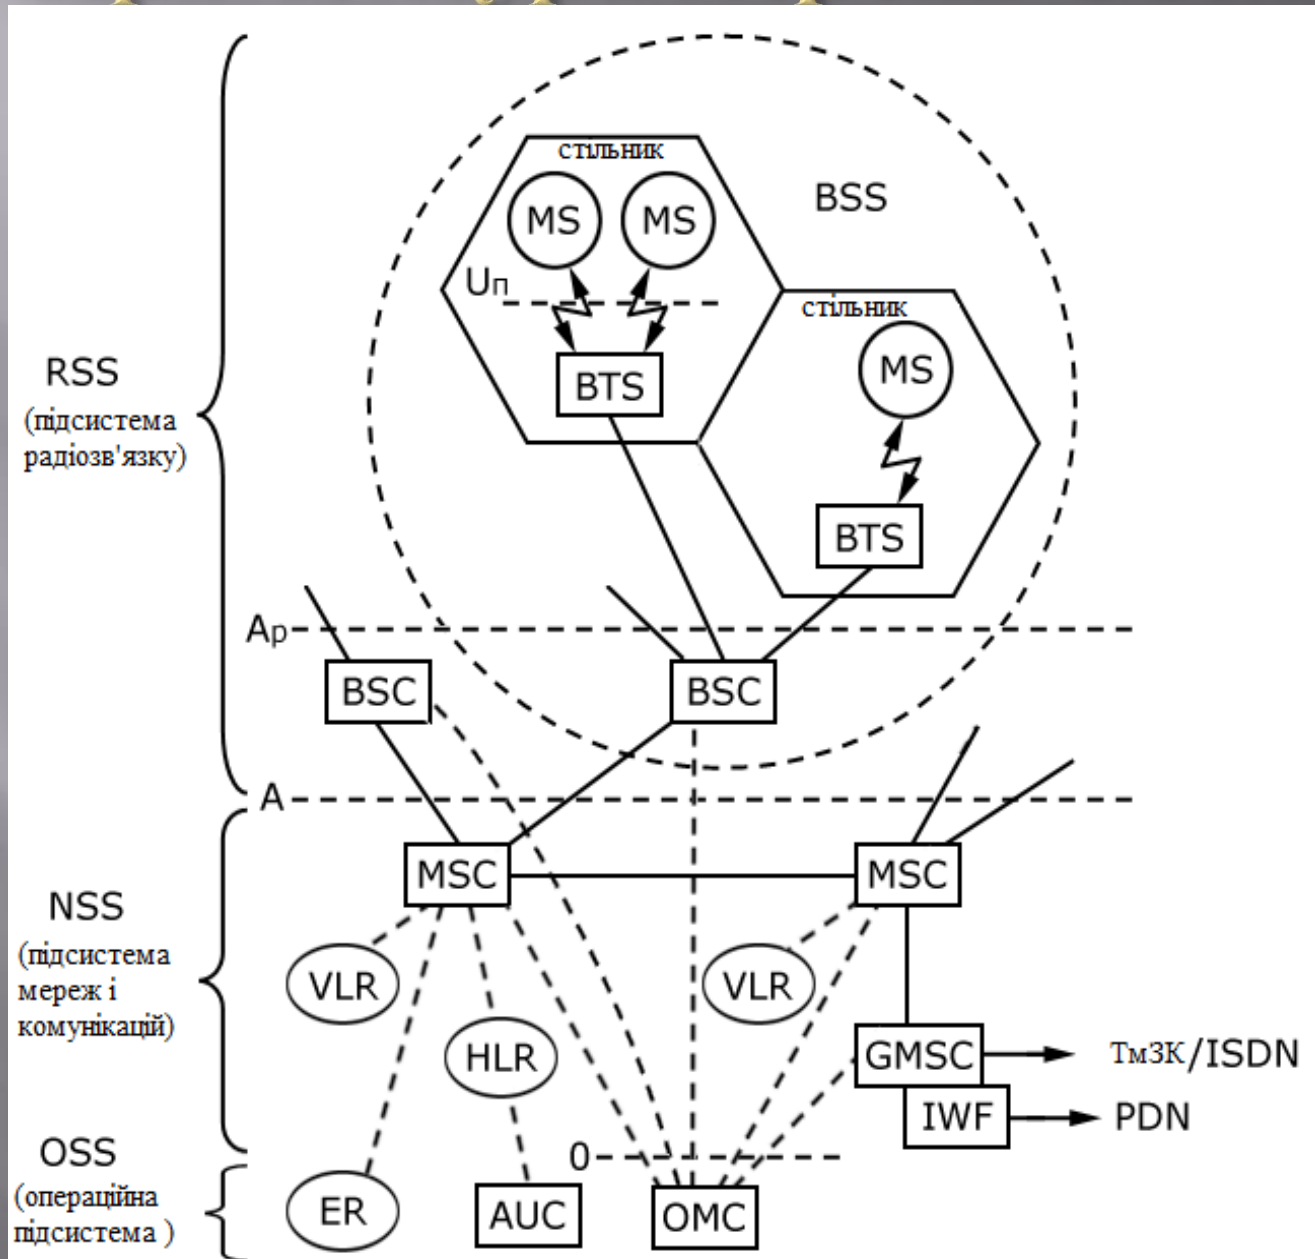 стільник
MS
MS
BSS
Uп
стільник
BTS
MS
RSS
(підсистема
радіозв'язку)
BTS
Ap
BSC
BSC
A
MSC
MSC
NSS
(підсистема
мереж і
комунікацій)
VLR
VLR
HLR
GMSC
ТмЗК/ISDN
IWF
PDN
OSS
(операційна
підсистема )
0
ER
AUC
OMC